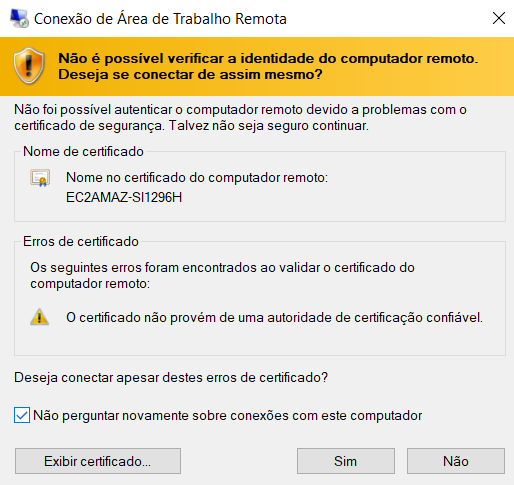 Conexão de Área de Trabalho Remota
Não é possível verificar a identidade do computador remoto.
Deseja se conectar de assim mesmo?
Não foi possível autenticar o computador remoto devido a problemas com o
certificado de segurança. Talvez não seja seguro continuar.
Nome de certificado
Nome no certificado do computador remoto:
EC2AMAZ-SI1296H
Erros de certificado
Os seguintes erros foram encontrados ao validar o certificado do
computador remoto:
O certificado não provém de uma autoridade de certificação confiável.
Deseja conectar apesar destes erros de certificado?
Não perguntar novamente sobre conexões com este computador
Exibir certificado... Sim Não